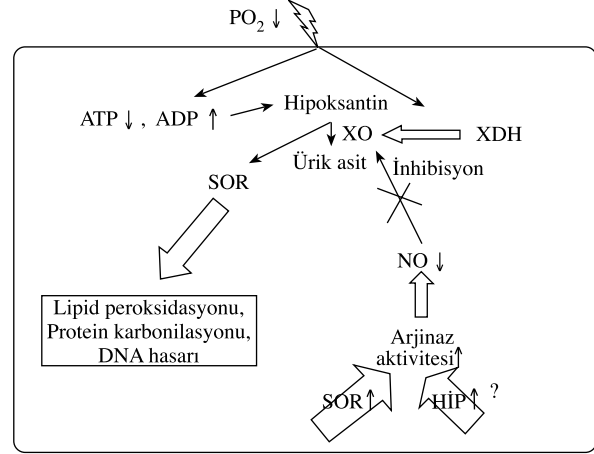 PO2 ↓
Hipoksantin
ATP ↓ , ADP ↑
XO
XDH
Ürik asit
İnhibisyon
SOR
NO ↓
Lipid peroksidasyonu,
Protein karbonilasyonu,
DNA hasarı
Arjinaz
aktivitesi ↑
SOR ↑
HİP ↑ ?